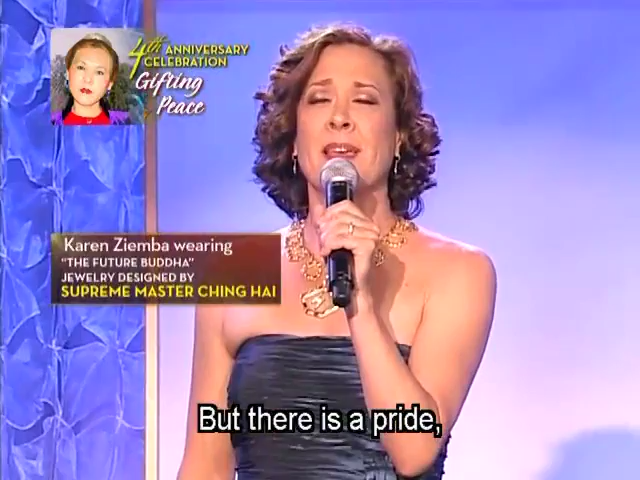 4th ANNIVERSARY
CELEBRATION
Gifting
Peace
Karen Ziemba wearing
"THE FUTURE BUDDHA"
JEWELRY DESIGNED BY
SUPREME MASTER CHING HAI
But there is a pride,